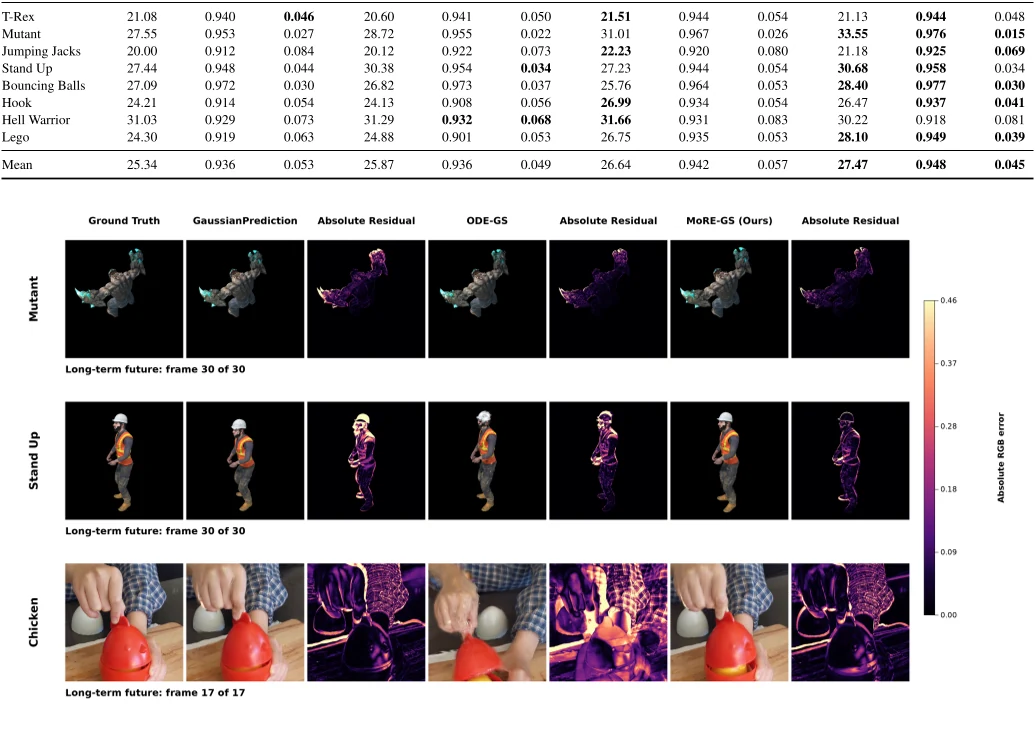 T-Rex 21.08 0.940 0.046 20.60 0.941 0.050 21.51 0.944 0.054 21.13 0.944 0.048
Mutant 27.55 0.953 0.027 28.72 0.955 0.022 31.01 0.967 0.026 33.55 0.976 0.015
Jumping Jacks 20.00 0.912 0.084 20.12 0.922 0.073 22.23 0.920 0.080 21.18 0.925 0.069
Stand Up 27.44 0.948 0.044 30.38 0.954 0.034 27.23 0.944 0.054 30.68 0.958 0.034
Bouncing Balls 27.09 0.972 0.030 26.82 0.973 0.037 25.76 0.964 0.053 28.40 0.977 0.030
Hook 24.21 0.914 0.054 24.13 0.908 0.056 26.99 0.934 0.054 26.47 0.937 0.041
Hell Warrior 31.03 0.929 0.073 31.29 0.932 0.068 31.66 0.931 0.083 30.22 0.918 0.081
Lego 24.30 0.919 0.063 24.88 0.901 0.053 26.75 0.935 0.053 28.10 0.949 0.039
Mean 25.34 0.936 0.053 25.87 0.936 0.049 26.64 0.942 0.057 27.47 0.948 0.045
Ground Truth GaussianPrediction Absolute Residual ODE-GS Absolute Residual MoRE-GS (Ours) Absolute Residual
Mutant
Long-term future: frame 30 of 30
Stand Up
Long-term future: frame 30 of 30
Chicken
Long-term future: frame 17 of 17
0.46
0.37
0.28
0.18
0.09
0.00
Absolute RGB error